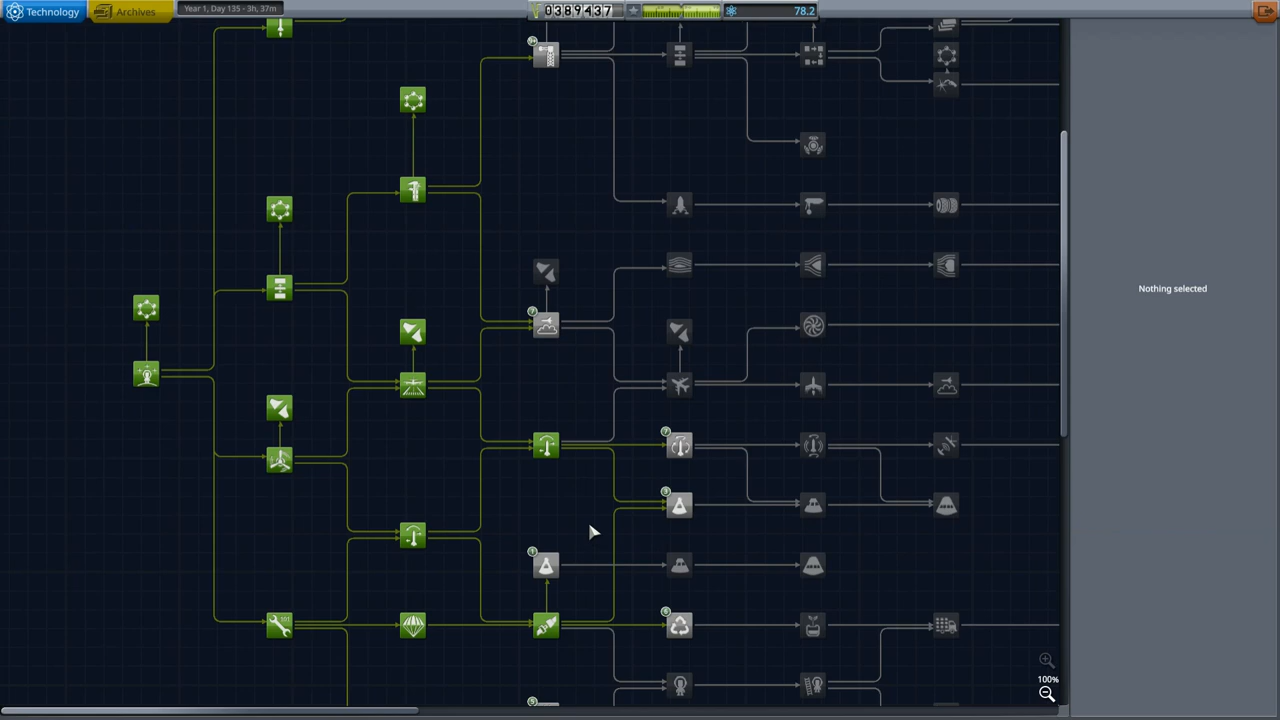 Technology
Archives
Year 1, Day 135 - 3h, 37m
0389437
78.2
Nothing selected
100%